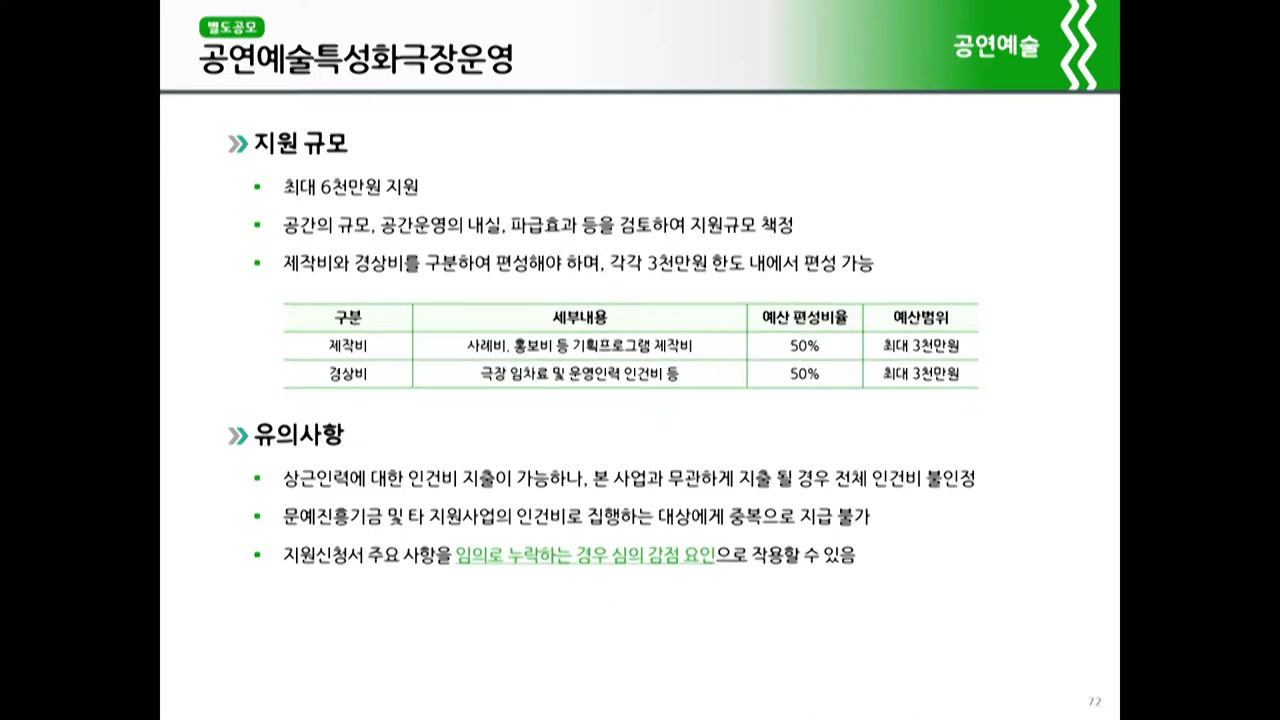 별도공모
공연예술특성화극장운영
공연예술
지원 규모
최대 6천만원 지원
공간의 규모, 공간운영의 내실, 파급효과 등을 검토하여 지원규모 책정
제작비와 경상비를 구분하여 편성해야 하며, 각각 3천만원 한도 내에서 편성 가능
구분 세부내용 예산 편성비율 예산범위
제작비 사례비, 홍보비 등 기획프로그램 제작비 50% 최대 3천만원
경상비 극장 임차료 및 운영인력 인건비 등 50% 최대 3천만원
유의사항
상근인력에 대한 인건비 지출이 가능하나, 본 사업과 무관하게 지출 될 경우 전체 인건비 불인정
문예진흥기금 및 타 지원사업의 인건비로 집행하는 대상에게 중복으로 지급 불가
지원신청서 주요 사항을 임의로 누락하는 경우 심의 감점 요인으로 작용할 수 있음
72